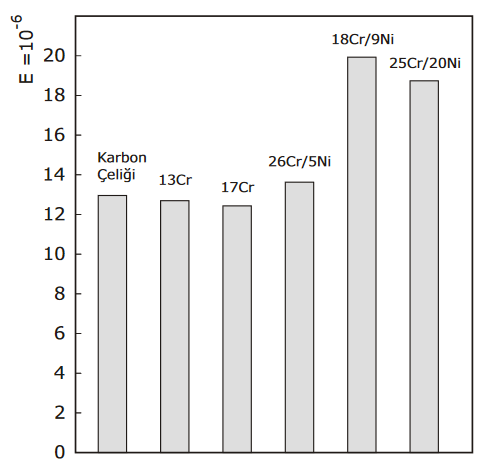 E =10-6
20
18
16
14
12
10
8
6
4
2
0
Karbon
Çeliği
13Cr
17Cr
26Cr/5Ni
18Cr/9Ni
25Cr/20Ni